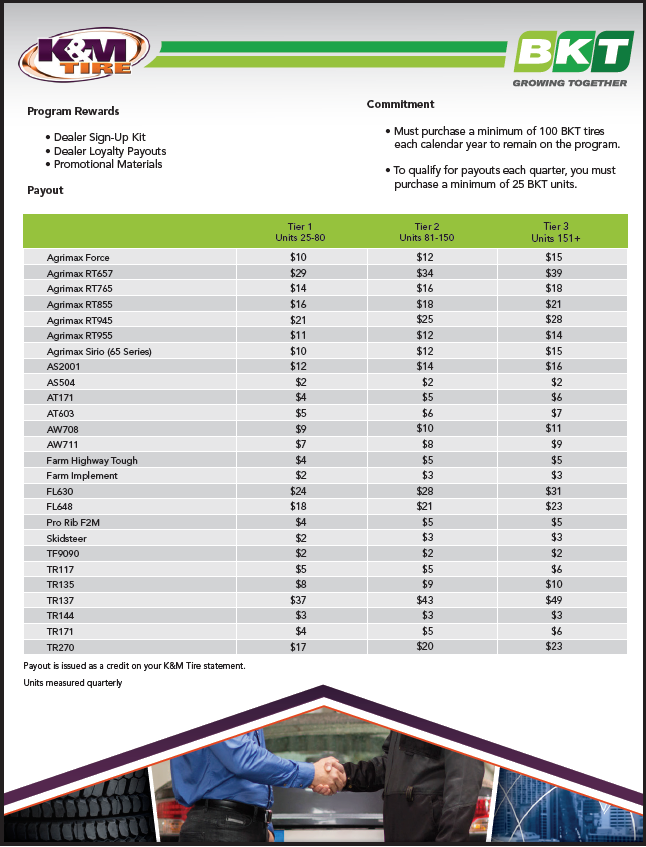 K&M
TIRE
BKT
GROWING TOGETHER
Program Rewards
• Dealer Sign-Up Kit
• Dealer Loyalty Payouts
• Promotional Materials
Commitment
• Must purchase a minimum of 100 BKT tires
each calendar year to remain on the program.
• To qualify for payouts each quarter, you must
purchase a minimum of 25 BKT units.
Payout
Tier 1 Tier 2 Tier 3
Units 25-80 Units 81-150 Units 151+
Agrimax Force $10 $12 $15
Agrimax RT657 $29 $34 $39
Agrimax RT765 $14 $16 $18
Agrimax RT855 $16 $18 $21
Agrimax RT945 $21 $25 $28
Agrimax RT955 $11 $12 $14
Agrimax Sirio (65 Series) $10 $12 $15
AS2001 $12 $14 $16
AS504 $2 $2 $2
AT171 $4 $5 $6
AT603 $5 $6 $7
AW708 $9 $10 $11
AW711 $7 $8 $9
Farm Highway Tough $4 $5 $5
Farm Implement $2 $3 $3
FL630 $24 $28 $31
FL648 $18 $21 $23
Pro Rib F2M $4 $5 $5
Skidsteer $2 $3 $3
TF9090 $2 $2 $2
TR117 $5 $5 $6
TR135 $8 $9 $10
TR137 $37 $43 $49
TR144 $3 $3 $3
TR171 $4 $5 $6
TR270 $17 $20 $23
Payout is issued as a credit on your K&M Tire statement.
Units measured quarterly